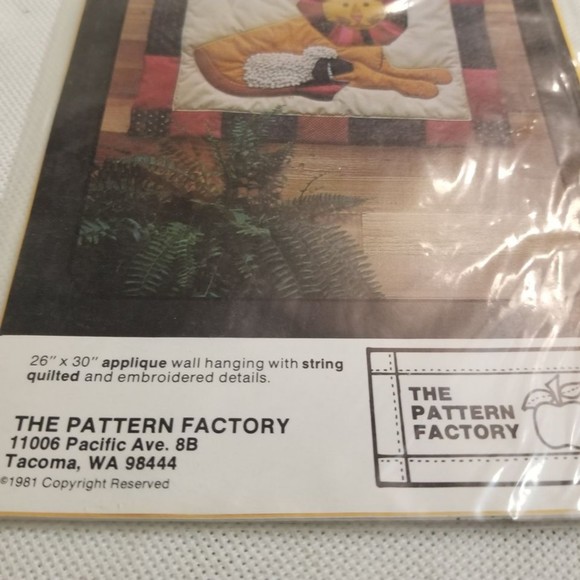 26" x 30" applique wall hanging with string
quilted and embroidered details.
THE PATTERN FACTORY
11006 Pacific Ave. 8B
Tacoma, WA 98444
©1981 Copyright Reserved
THE
PATTERN
FACTORY